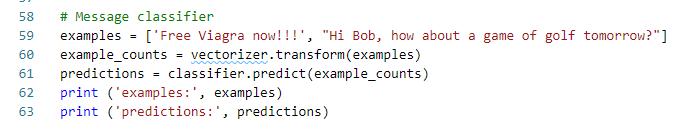 58 # Message classifier
59 examples = ['Free Viagra now!!!', "Hi Bob, how about a game of golf tomorrow?"]
60 example_counts = vectorizer.transform(examples)
61 predictions = classifier.predict(example_counts)
62 print ('examples:', examples)
63 print ('predictions:', predictions)